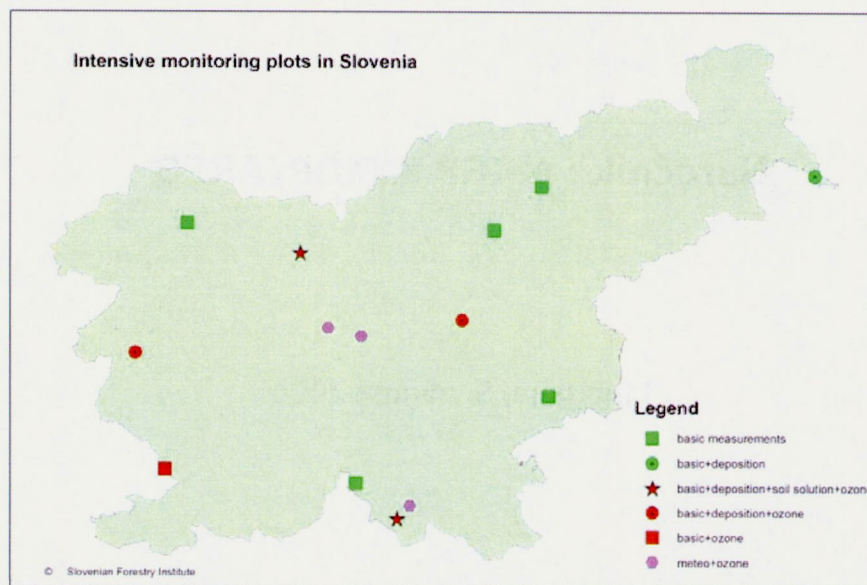 Intensive monitoring plots in Slovenia
Legend
basic measurements
basic+deposition
basic+deposition+soil solution+ozon
basic+deposition+ozone
basic+ozone
meteo+ozone
© Slovenian Forestry Institute